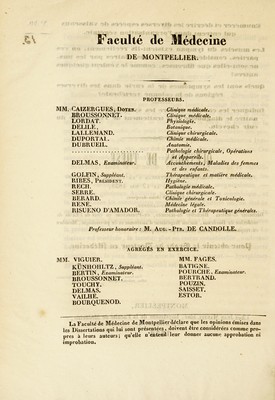 Faculté de Médecine
DE MONTPELLIER.
PROFESSEURS.
MM. CAIZERGUES, DOYEN. Clinique médicale.
BROUSSONNET. Clinique médicale.
LORDAT. Physiologie.
DELILE. Botanique.
LALLEMAND. Clinique chirurgicale.
DUPORTAL. Chimie médicale.
DUBRUEIL. Anatomie.
Pathologie chirurgicale, Opérations
et Appareils.
DELMAS, Examinateur. Accouchements, Maladies des femmes
et des enfants.
GOLFIN, Suppléant. Thérapeutique et matière médicale.
RIBES, PRÉSIDENT. Hygiène.
RECH. Pathologie médicale.
SERRE. Clinique chirurgicale.
BERARD. Chimie générale et Toxicologie.
RENE. Médecine légale.
RISUENO D'AMADOR. Pathologie et Thérapeutique générales.
Professeur honoraire : M. AUG.-PYR. DE CANDOLLE.
AGRÉGÉS EN EXERCICE.
MM. VIGUIER. MM. FAGES.
KÜNHOLTZ, Suppléant. BATIGNE.
BERTIN, Examinateur. POURCHE, Examinateur.
BROUSSONNET. BERTRAND.
TOUCHY. POUZIN.
DELMAS. SAISSET.
VAILHÉ. ESTOR.
BOURQUENOD.
La Faculté de Médecine de Montpellier déclare que les opinions émises dans
les Dissertations qui lui sont présentées, doivent être considérées comme pro-
pres à leurs auteurs; qu'elle n'entend leur donner aucune approbation ni
improbation.